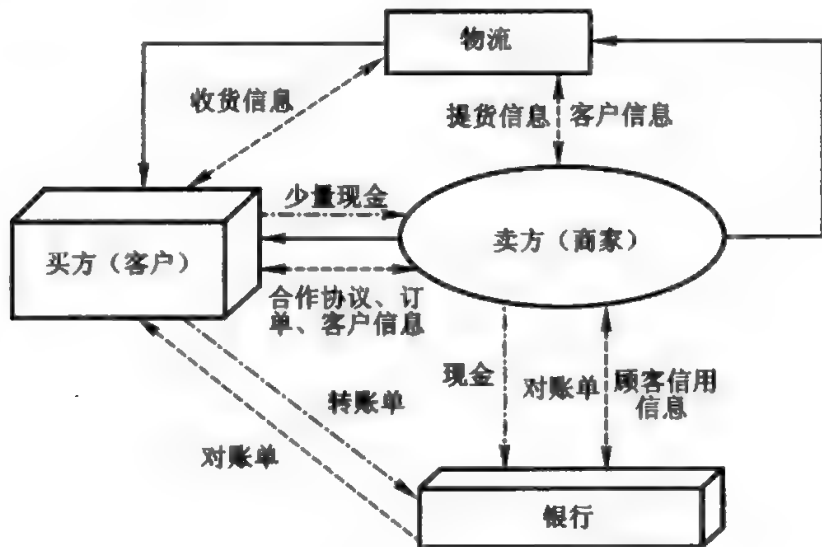 物流
收货信息
提货信息 客户信息
少量现金
买方（客户）
卖方（商家）
合作协议、订
单、客户信息
现金
对账单
顾客信用
信息
转账单
对账单
银行